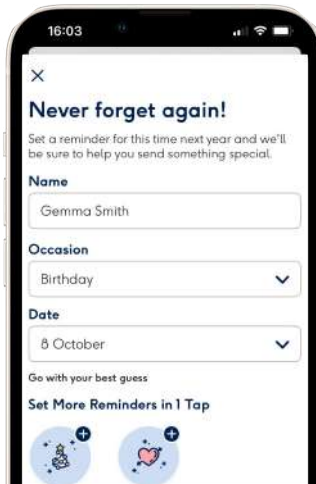 16:03
Never forget again!
Set a reminder for this time next year and we'll
be sure to help you send something special.
Name
Gemma Smith
Occasion
Birthday
Date
8 October
Go with your best guess
Set More Reminders in 1 Tap